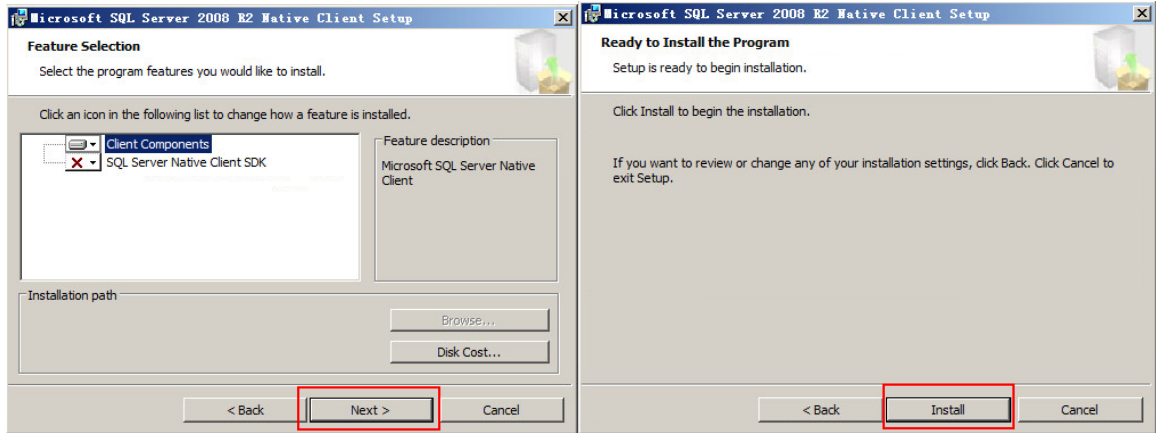 Microsoft SQL Server 2008 R2 Native Client Setup
Feature Selection
Select the program features you would like to install.
Click an icon in the following list to change how a feature is installed.
Client Components
SQL Server Native Client SDK
Feature description
Microsoft SQL Server Native
Client
Installation path
Browse...
Disk Cost...
< Back
Next >
Cancel
Microsoft SQL Server 2008 R2 Native Client Setup
Ready to Install the Program
Setup is ready to begin installation.
Click Install to begin the installation.
If you want to review or change any of your installation settings, click Back. Click Cancel to
exit Setup.
< Back
Install
Cancel